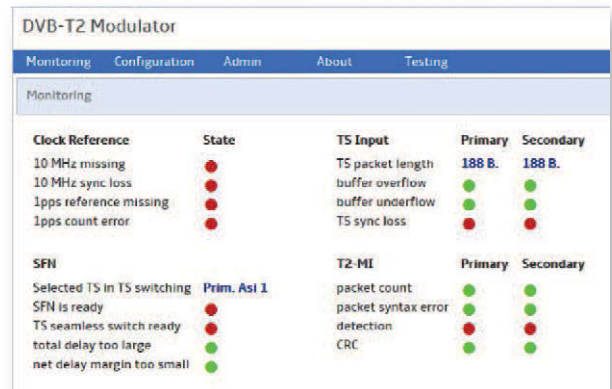 DVB-T2 Modulator
Monitoring Configuration Admin About Testing
Monitoring
Clock Reference State
10 MHz missing
10 MHz sync loss
1pps reference missing
1pps count error
TS Input Primary Secondary
TS packet length 188 B. 188 B.
buffer overflow
buffer underflow
TS sync loss
SFN
Selected TS in TS switching Prim. Asi 1
SFN is ready
TS seamless switch ready
total delay too large
net delay margin too small
T2-MI Primary Secondary
packet count
packet syntax error
detection
CRC